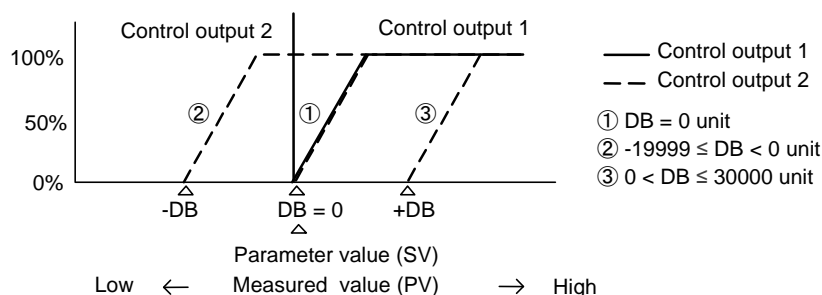 Control output 2
Control output 1
100%
50%
0%
②
①
③
-DB
DB = 0
+DB
Parameter value (SV)
Low ← Measured value (PV) → High
Control output 1
Control output 2
① DB = 0 unit
② -19999 ≤ DB < 0 unit
③ 0 < DB ≤ 30000 unit